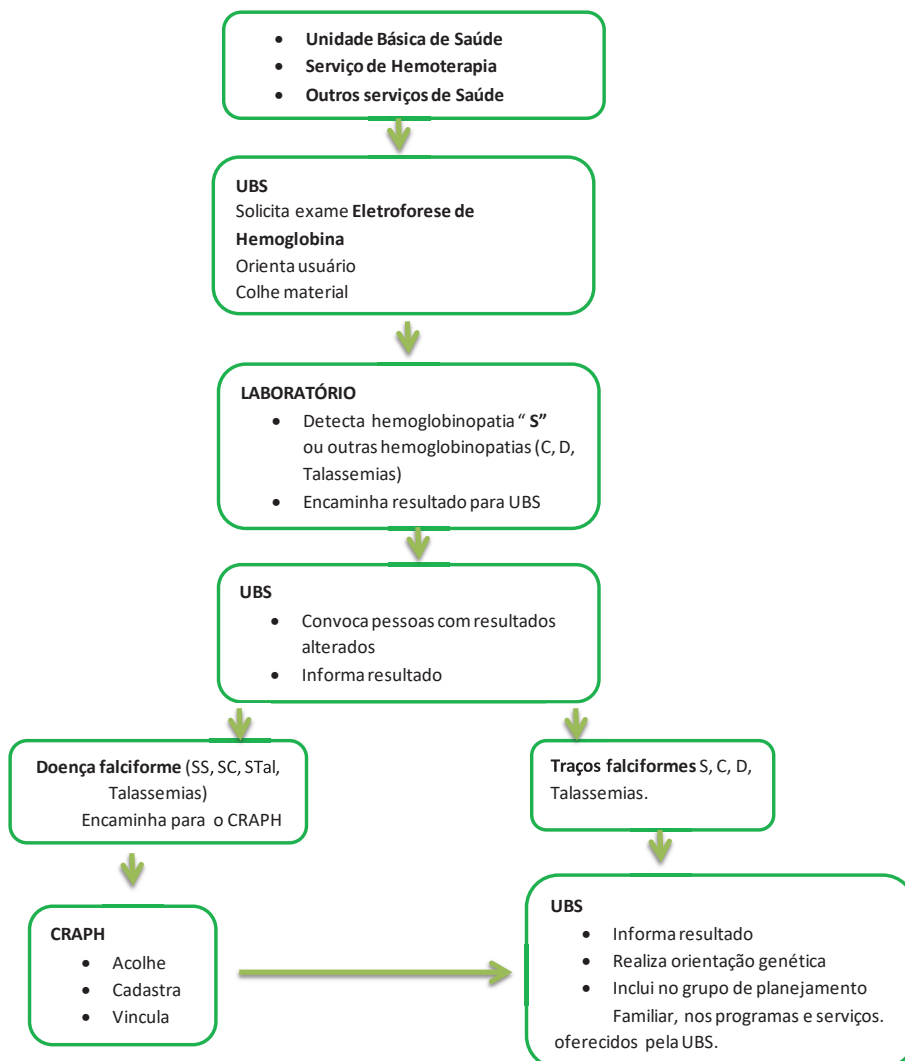 • Unidade Básica de Saúde
• Serviço de Hemoterapia
• Outros serviços de Saúde
UBS
Solicita exame Eletroforese de
Hemoglobina
Orienta usuário
Colhe material
LABORATÓRIO
• Detecta hemoglobinopatia “ S”
ou outras hemoglobinopatias (C, D,
Talassemias)
• Encaminha resultado para UBS
UBS
• Convoca pessoas com resultados
alterados
• Informa resultado
Doença falciforme (SS, SC, STal,
Talassemias)
Encaminha para o CRAPH
Traços falciformes S, C, D,
Talassemias.
CRAPH
• Acolhe
• Cadastra
• Vincula
UBS
• Informa resultado
• Realiza orientação genética
• Inclui no grupo de planejamento
Familiar, nos programas e serviços.
oferecidos pela UBS.